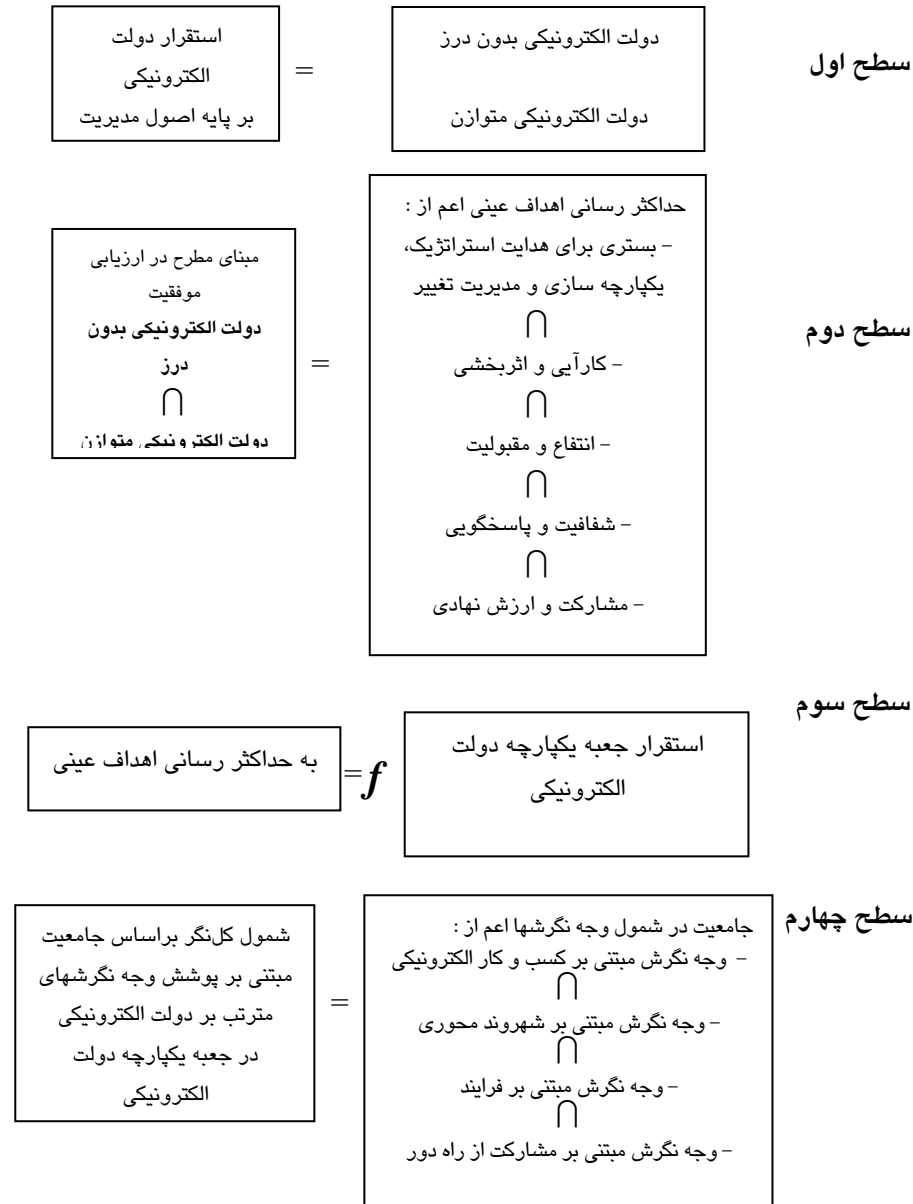 سطح اول
دولت الکترونیکی بدون درز
دولت الکترونیکی متوازن
=
استقرار دولت
الکترونیکی
بر پایه اصول مدیریت
سطح دوم
حداکثر رسانی اهداف عینی اعم از :
– بستری برای هدایت استراتژیک،
یکپارچه سازی و مدیریت تغییر
∩
– کارآیی و اثربخشی
∩
– انتفاع و مقبولیت
∩
– شفافیت و پاسخگویی
∩
– مشارکت و ارزش نهادی
=
مبنای مطرح در ارزیابی
موفقیت
دولت الکترونیکی بدون
درز
∩
دولت الکترونیکی متوازن
سطح سوم
استقرار جعبه یکپارچه دولت
الکترونیکی
=f
به حداکثر رسانی اهداف عینی
سطح چهارم
جامعیت در شمول وجه نگرشها اعم از :
– وجه نگرش مبتنی بر کسب و کار الکترونیکی
∩
– وجه نگرش مبتنی بر شهروند محوری
∩
– وجه نگرش مبتنی بر فرایند
∩
– وجه نگرش مبتنی بر مشارکت از راه دور
=
شمول کل‌نگر براساس جامعیت
مبتنی بر پوشش وجه نگرشهای
مترتب بر دولت الکترونیکی
در جعبه یکپارچه دولت
الکترونیکی